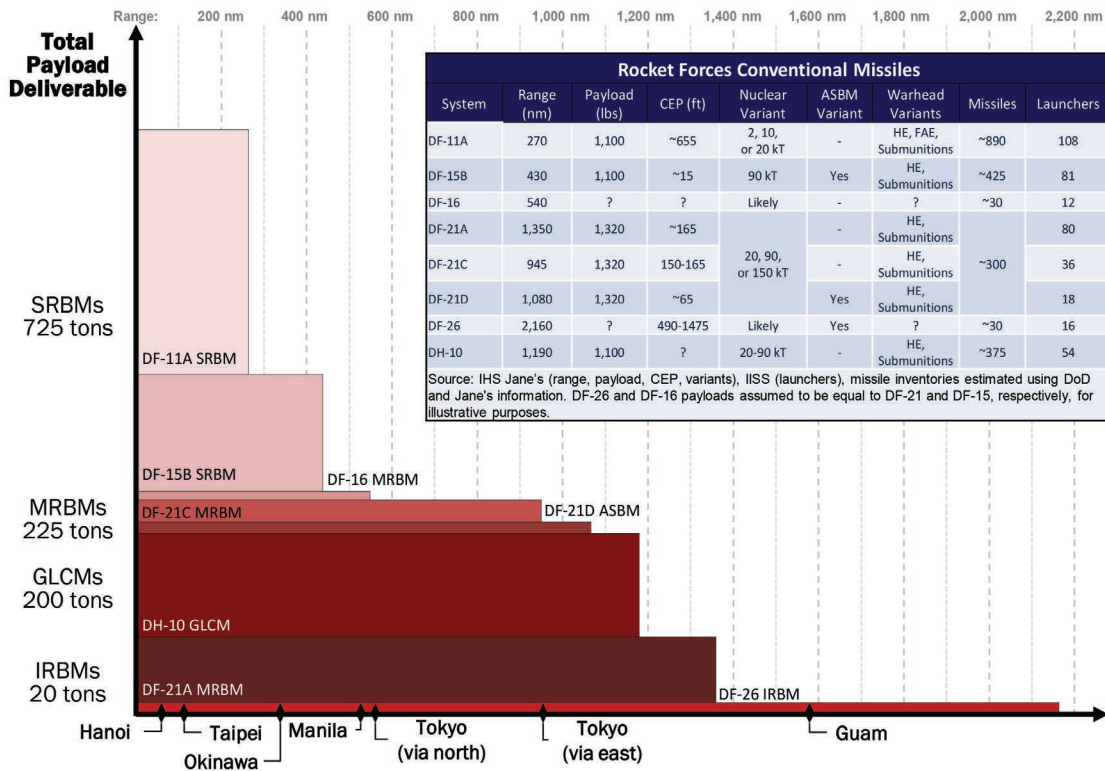 Range: 200 nm 400 nm 600 nm 800 nm 1,000 nm 1,200 nm 1,400 nm 1,600 nm 1,800 nm 2,000 nm 2,200 nm
Total
Payload
Deliverable
Rocket Forces Conventional Missiles
System Range (nm) Payload (lbs) CEP (ft) Nuclear Variant ASBM Variant Warhead Variants Missiles Launchers
DF-11A 270 1,100 ~655 2, 10, or 20 kT - HE, FAE, Submunitions ~890 108
DF-15B 430 1,100 ~15 90 kT Yes HE, Submunitions ~425 81
DF-16 540 ? ? Likely - ? ~30 12
DF-21A 1,350 1,320 ~165 - HE, Submunitions 80
DF-21C 945 1,320 150-165 20, 90, or 150 kT - HE, Submunitions ~300 36
DF-21D 1,080 1,320 ~65 Yes HE, Submunitions 18
DF-26 2,160 ? 490-1475 Likely Yes ? ~30 16
DH-10 1,190 1,100 ? 20-90 kT - HE, Submunitions ~375 54
Source: IHS Jane's (range, payload, CEP, variants), IISS (launchers), missile inventories estimated using DoD
and Jane's information. DF-26 and DF-16 payloads assumed to be equal to DF-21 and DF-15, respectively, for
illustrative purposes.
SRBMs
725 tons
DF-11A SRBM
DF-15B SRBM
DF-16 MRBM
MRBMs
225 tons
DF-21C MRBM
DF-21D ASBM
GLCMs
200 tons
DH-10 GLCM
IRBMs
20 tons
DF-21A MRBM
DF-26 IRBM
Hanoi
Taipei
Okinawa
Manila
Tokyo
(via north)
Tokyo
(via east)
Guam